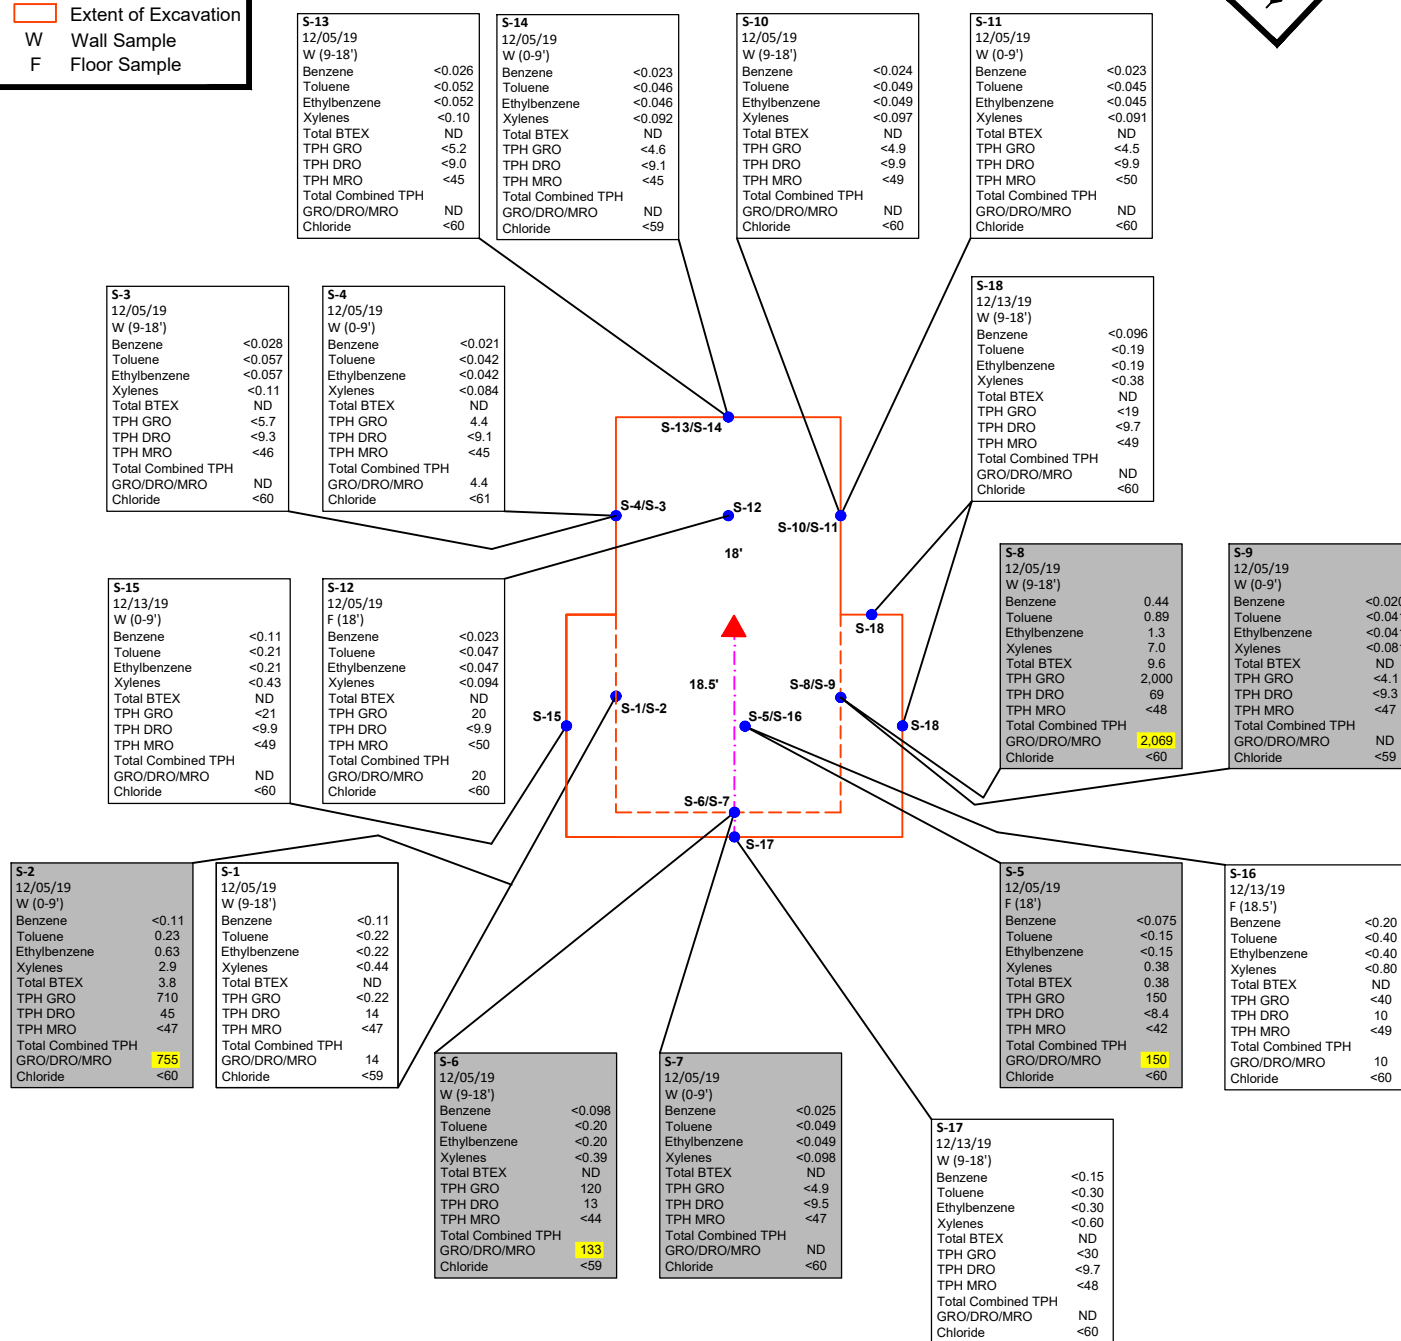 Extent of Excavation
W Wall Sample
F Floor Sample
S-13
12/05/19
W (9-18')
Benzene <0.026
Toluene <0.052
Ethylbenzene <0.052
Xylenes <0.10
Total BTEX ND
TPH GRO <5.2
TPH DRO <9.0
TPH MRO <45
Total Combined TPH
GRO/DRO/MRO ND
Chloride <60
S-14
12/05/19
W (0-9')
Benzene <0.023
Toluene <0.046
Ethylbenzene <0.046
Xylenes <0.092
Total BTEX ND
TPH GRO <4.6
TPH DRO <9.1
TPH MRO <45
Total Combined TPH
GRO/DRO/MRO ND
Chloride <59
S-10
12/05/19
W (9-18')
Benzene <0.024
Toluene <0.049
Ethylbenzene <0.049
Xylenes <0.097
Total BTEX ND
TPH GRO <4.9
TPH DRO <9.9
TPH MRO <49
Total Combined TPH
GRO/DRO/MRO ND
Chloride <60
S-11
12/05/19
W (0-9')
Benzene <0.023
Toluene <0.045
Ethylbenzene <0.045
Xylenes <0.091
Total BTEX ND
TPH GRO <4.5
TPH DRO <9.9
TPH MRO <50
Total Combined TPH
GRO/DRO/MRO ND
Chloride <60
S-3
12/05/19
W (9-18')
Benzene <0.028
Toluene <0.057
Ethylbenzene <0.057
Xylenes <0.11
Total BTEX ND
TPH GRO <5.7
TPH DRO <9.3
TPH MRO <46
Total Combined TPH
GRO/DRO/MRO ND
Chloride <60
S-4
12/05/19
W (0-9')
Benzene <0.021
Toluene <0.042
Ethylbenzene <0.042
Xylenes <0.084
Total BTEX ND
TPH GRO 4.4
TPH DRO <9.1
TPH MRO <45
Total Combined TPH
GRO/DRO/MRO 4.4
Chloride <61
S-18
12/13/19
W (9-18')
Benzene <0.096
Toluene <0.19
Ethylbenzene <0.19
Xylenes <0.38
Total BTEX ND
TPH GRO <19
TPH DRO <9.7
TPH MRO <49
Total Combined TPH
GRO/DRO/MRO ND
Chloride <60
S-13/S-14
S-4/S-3
S-12
S-10/S-11
18'
S-18
18.5'
S-8/S-9
S-1/S-2
S-15
S-5/S-16
S-18
S-6/S-7
S-17
S-15
12/13/19
W (0-9')
Benzene <0.11
Toluene <0.21
Ethylbenzene <0.21
Xylenes <0.43
Total BTEX ND
TPH GRO <21
TPH DRO <9.9
TPH MRO <49
Total Combined TPH
GRO/DRO/MRO ND
Chloride <60
S-12
12/05/19
F (18')
Benzene <0.023
Toluene <0.047
Ethylbenzene <0.047
Xylenes <0.094
Total BTEX ND
TPH GRO 20
TPH DRO <9.9
TPH MRO <50
Total Combined TPH
GRO/DRO/MRO 20
Chloride <60
S-8
12/05/19
W (9-18')
Benzene 0.44
Toluene 0.89
Ethylbenzene 1.3
Xylenes 7.0
Total BTEX 9.6
TPH GRO 2,000
TPH DRO 69
TPH MRO <48
Total Combined TPH
GRO/DRO/MRO 2,069
Chloride <60
S-9
12/05/19
W (0-9')
Benzene <0.020
Toluene <0.04
Ethylbenzene <0.04
Xylenes <0.08
Total BTEX ND
TPH GRO <4.1
TPH DRO <9.3
TPH MRO <47
Total Combined TPH
GRO/DRO/MRO ND
Chloride <59
S-2
12/05/19
W (0-9')
Benzene <0.11
Toluene 0.23
Ethylbenzene 0.63
Xylenes 2.9
Total BTEX 3.8
TPH GRO 710
TPH DRO 45
TPH MRO <47
Total Combined TPH
GRO/DRO/MRO 755
Chloride <60
S-1
12/05/19
W (9-18')
Benzene <0.11
Toluene <0.22
Ethylbenzene <0.22
Xylenes <0.44
Total BTEX ND
TPH GRO <0.22
TPH DRO 14
TPH MRO <47
Total Combined TPH
GRO/DRO/MRO 14
Chloride <59
S-5
12/05/19
F (18')
Benzene <0.075
Toluene <0.15
Ethylbenzene <0.15
Xylenes 0.38
Total BTEX 0.38
TPH GRO 150
TPH DRO <8.4
TPH MRO <42
Total Combined TPH
GRO/DRO/MRO 150
Chloride <60
S-16
12/13/19
F (18.5')
Benzene <0.20
Toluene <0.40
Ethylbenzene <0.40
Xylenes <0.80
Total BTEX ND
TPH GRO <40
TPH DRO 10
TPH MRO <49
Total Combined TPH
GRO/DRO/MRO 10
Chloride <60
S-6
12/05/19
W (9-18')
Benzene <0.098
Toluene <0.20
Ethylbenzene <0.20
Xylenes <0.39
Total BTEX ND
TPH GRO 120
TPH DRO 13
TPH MRO <44
Total Combined TPH
GRO/DRO/MRO 133
Chloride <59
S-7
12/05/19
W (0-9')
Benzene <0.025
Toluene <0.049
Ethylbenzene <0.049
Xylenes <0.098
Total BTEX ND
TPH GRO <4.9
TPH DRO <9.5
TPH MRO <47
Total Combined TPH
GRO/DRO/MRO ND
Chloride <60
S-17
12/13/19
W (9-18')
Benzene <0.15
Toluene <0.30
Ethylbenzene <0.30
Xylenes <0.60
Total BTEX ND
TPH GRO <30
TPH DRO <9.7
TPH MRO <48
Total Combined TPH
GRO/DRO/MRO ND
Chloride <60